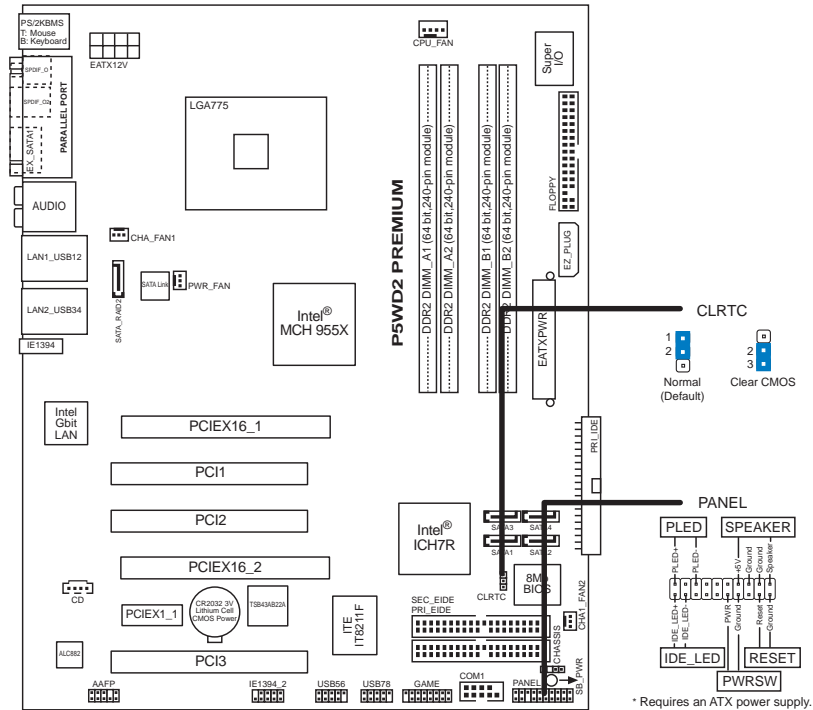 PS/2KBMS
T: Mouse
B: Keyboard
EATX12V
CPU_FAN
Super
I/O
SPDIF_O
SPDIF_O2
EX_SATA1
PARALLEL PORT
LGA775
P5WD2 PREMIUM
DDR2 DIMM_A1 (64 bit,240-pin module)
DDR2 DIMM_A2 (64 bit,240-pin module)
DDR2 DIMM_B1 (64 bit,240-pin module)
DDR2 DIMM_B2 (64 bit,240-pin module)
FLOPPY
AUDIO
CHA_FAN1
EZ_PLUG
LAN1_USB12
SATA_RAID2
SATA Link
PWR_FAN
LAN2_USB34
Intel®
MCH 955X
EATXPWR
IE1394
CLRTC
1
2
2
3
Normal
(Default)
Clear CMOS
Intel
Gbit
LAN
PCIEX16_1
PRI_IDE
PCI1
PANEL
PCI2
Intel®
ICH7R
SATA3
SATA4
SATA1
SATA2
PLED
SPEAKER
PLED+
PLED-
+5V
Ground
Ground
Speaker
PCIEX16_2
CLRTC
8Mb
BIOS
CHA1_FAN2
CD
PCIEX1_1
CR2032 3V
Lithium Cell
CMOS Power
TSB43AB22A
ITE
IT8211F
SEC_EIDE
PRI_EIDE
IDE_LED+
IDE_LED-
PWR
Ground
Reset
Ground
ALC882
PCI3
CHASSIS
IDE_LED
RESET
PWRSW
AAFP
IE1394_2
USB56
USB78
GAME
COM1
PANEL
SB_PWR
* Requires an ATX power supply.